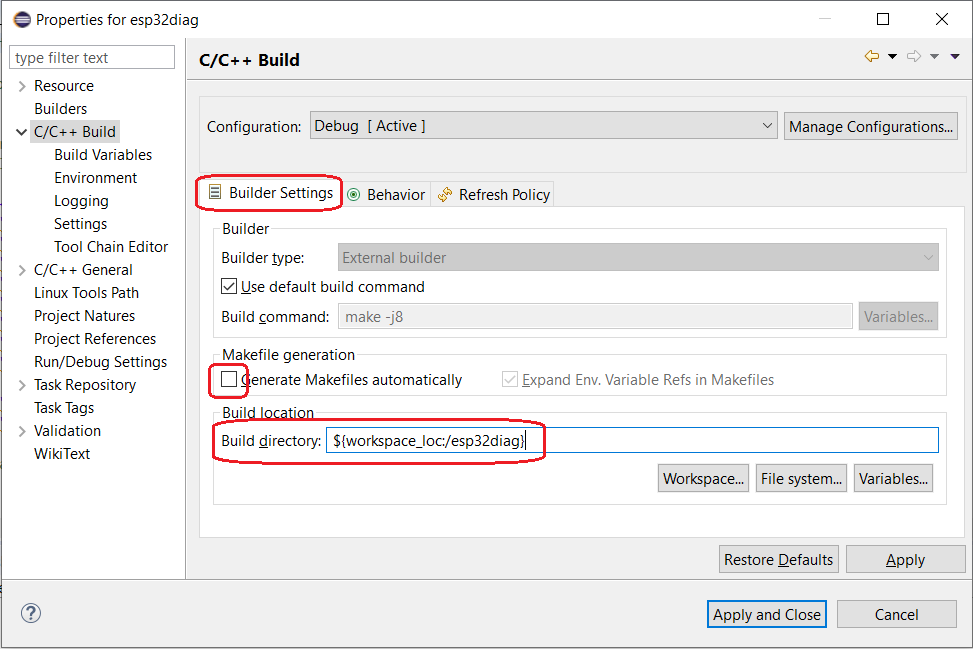 Properties for esp32diag
type filter text
Resource
Builders
C/C++ Build
Build Variables
Environment
Logging
Settings
Tool Chain Editor
C/C++ General
Linux Tools Path
Project Natures
Project References
Run/Debug Settings
Task Repository
Task Tags
Validation
WikiText
C/C++ Build
Configuration: Debug [ Active ] Manage Configurations...
Builder Settings Behavior Refresh Policy
Builder
Builder type: External builder
Use default build command
Build command: make -j8 Variables...
Makefile generation
Generate Makefiles automatically Expand Env. Variable Refs in Makefiles
Build location
Build directory: ${workspace_loc:/esp32diag}
Workspace... File system... Variables...
Restore Defaults Apply
Apply and Close Cancel